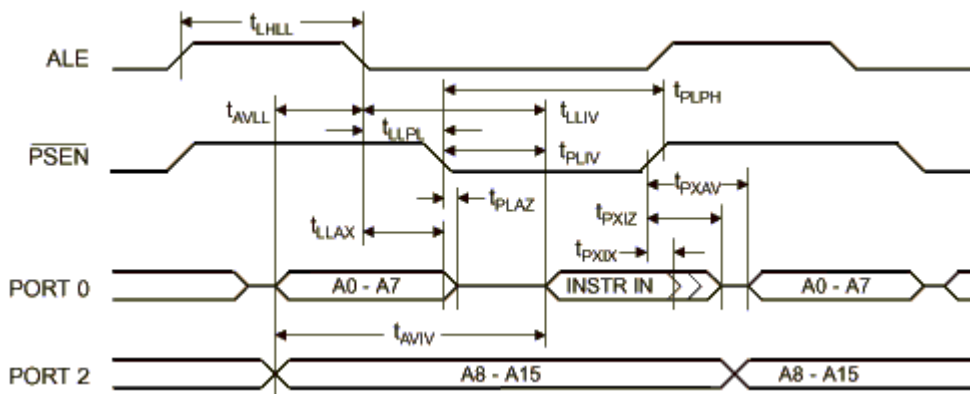 tLHLL
ALE
tPLPH
tAVLL
tLLIV
tLLPL
PSEN
tPLIV
tPXAV
tPLAZ
tPXIZ
tLLAX
tPXIX
PORT 0 A0 - A7 INSTR IN A0 - A7
tAVIV
PORT 2 A8 - A15 A8 - A15